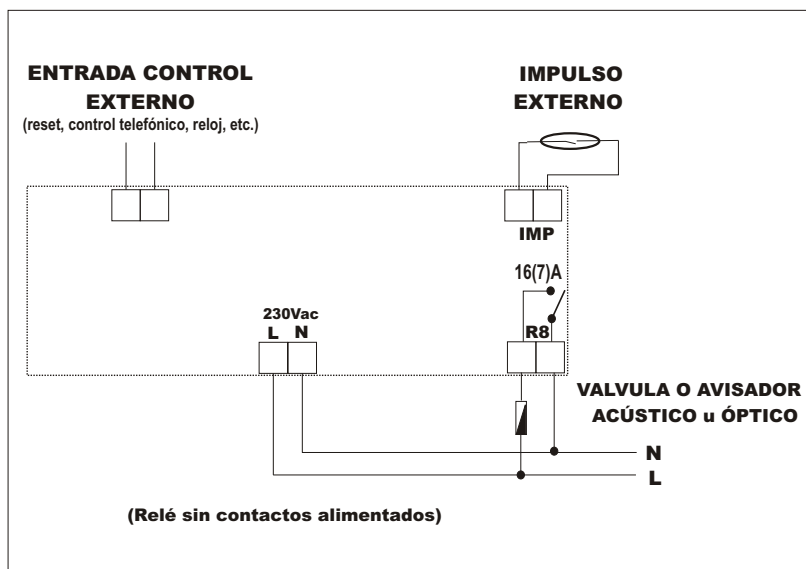 ENTRADA CONTROL
EXTERNO
(reset, control telefónico, reloj, etc.)
IMPULSO
EXTERNO
IMP
16(7)A
230Vac
L N
R8
VALVULA O AVISADOR
ACÚSTICO u ÓPTICO
N
L
(Relé sin contactos alimentados)